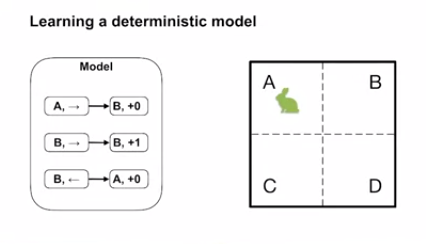 Learning a deterministic model
Model
A, → B, +0
B, → B, +1
B, ← A, +0
A B
C D